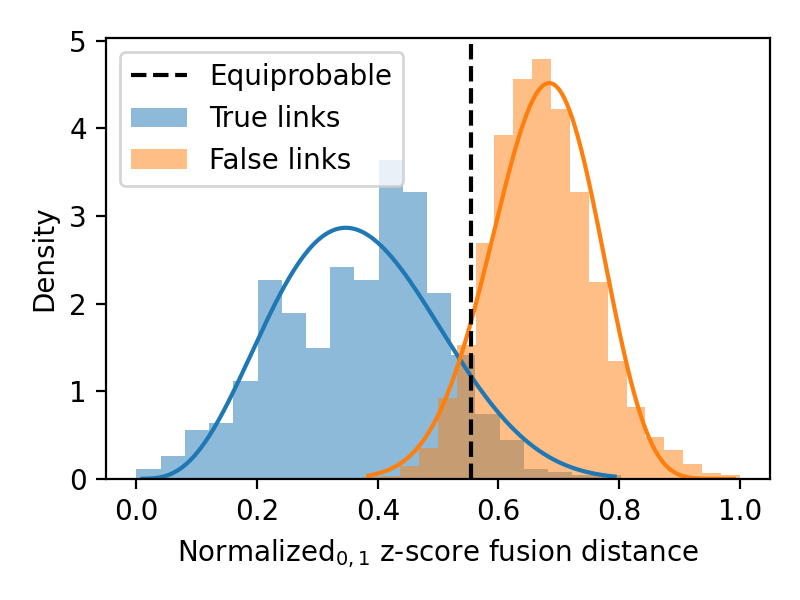 Equiprobable
True links
False links
Density
5
4
3
2
1
0
0.0 0.2 0.4 0.6 0.8 1.0
Normalized0, 1 z-score fusion distance